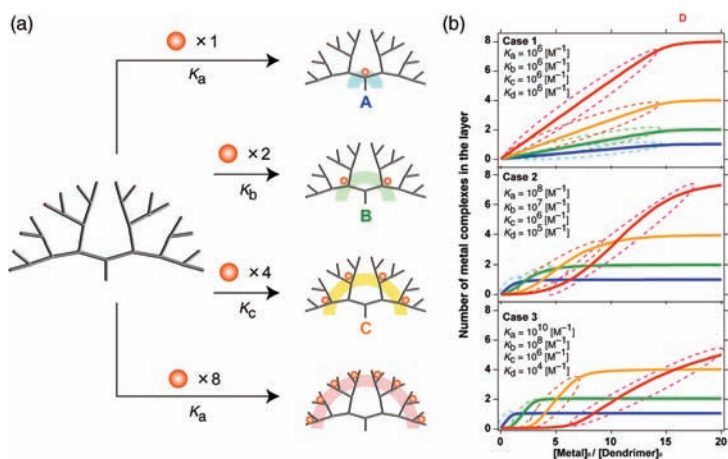 (a)
×1
Ka
A
×2
Kb
B
×4
Kc
C
×8
Ka
(b)
D
Number of metal complexes in the layer
8
6
4
2
0
Case 1
Ka = 10⁶ [M⁻¹]
Kb = 10⁶ [M⁻¹]
Kc = 10⁶ [M⁻¹]
Kd = 10⁶ [M⁻¹]
8
6
4
2
0
Case 2
Ka = 10⁸ [M⁻¹]
Kb = 10⁷ [M⁻¹]
Kc = 10⁶ [M⁻¹]
Kd = 10⁵ [M⁻¹]
8
6
4
2
0
Case 3
Ka = 10¹⁰ [M⁻¹]
Kb = 10⁸ [M⁻¹]
Kc = 10⁶ [M⁻¹]
Kd = 10⁴ [M⁻¹]
0 5 10 15 20
[Metal]₀ / [Dendrimer]₀